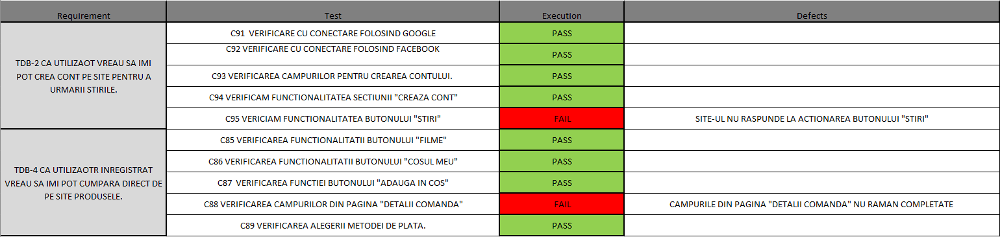 Requirement Test Execution Defects
TDB-2 CA UTILIZAOT VREAU SA IMI
POT CREA CONT PE SITE PENTRU A
URMARII STIRILE.
C91 VERIFICARE CU CONECTARE FOLOSIND GOOGLE PASS
C92 VERIFICARE CU CONECTARE FOLOSIND FACEBOOK PASS
C93 VERIFICAREA CAMPURILOR PENTRU CREAREA CONTULUI. PASS
C94 VERIFICAM FUNCTIONALITATEA SECTIUNII "CREAZA CONT" PASS
C95 VERICIAM FUNCTIONALITATEA BUTONULUI "STIRI" FAIL SITE-UL NU RASPUNDE LA ACTIONAREA BUTONULUI "STIRI"
TDB-4 CA UTILIZAOTR INREGISTRAT
VREAU SA IMI POT CUMPARA DIRECT DE
PE SITE PRODUSELE.
C85 VERIFICAREA FUNCTIONALITATII BUTONULUI "FILME" PASS
C86 VERIFICAREA FUNCTIONALITATII BUTONULUI "COSUL MEU" PASS
C87 VERIFICAREA FUNCTIEI BUTONULUI "ADAUGA IN COS" PASS
C88 VERIFICAREA CAMPURILOR DIN PAGINA "DETALII COMANDA" FAIL CAMPURILE DIN PAGINA "DETALII COMANDA" NU RAMAN COMPLETATE
C89 VERIFICAREA ALEGERII METODEI DE PLATA. PASS